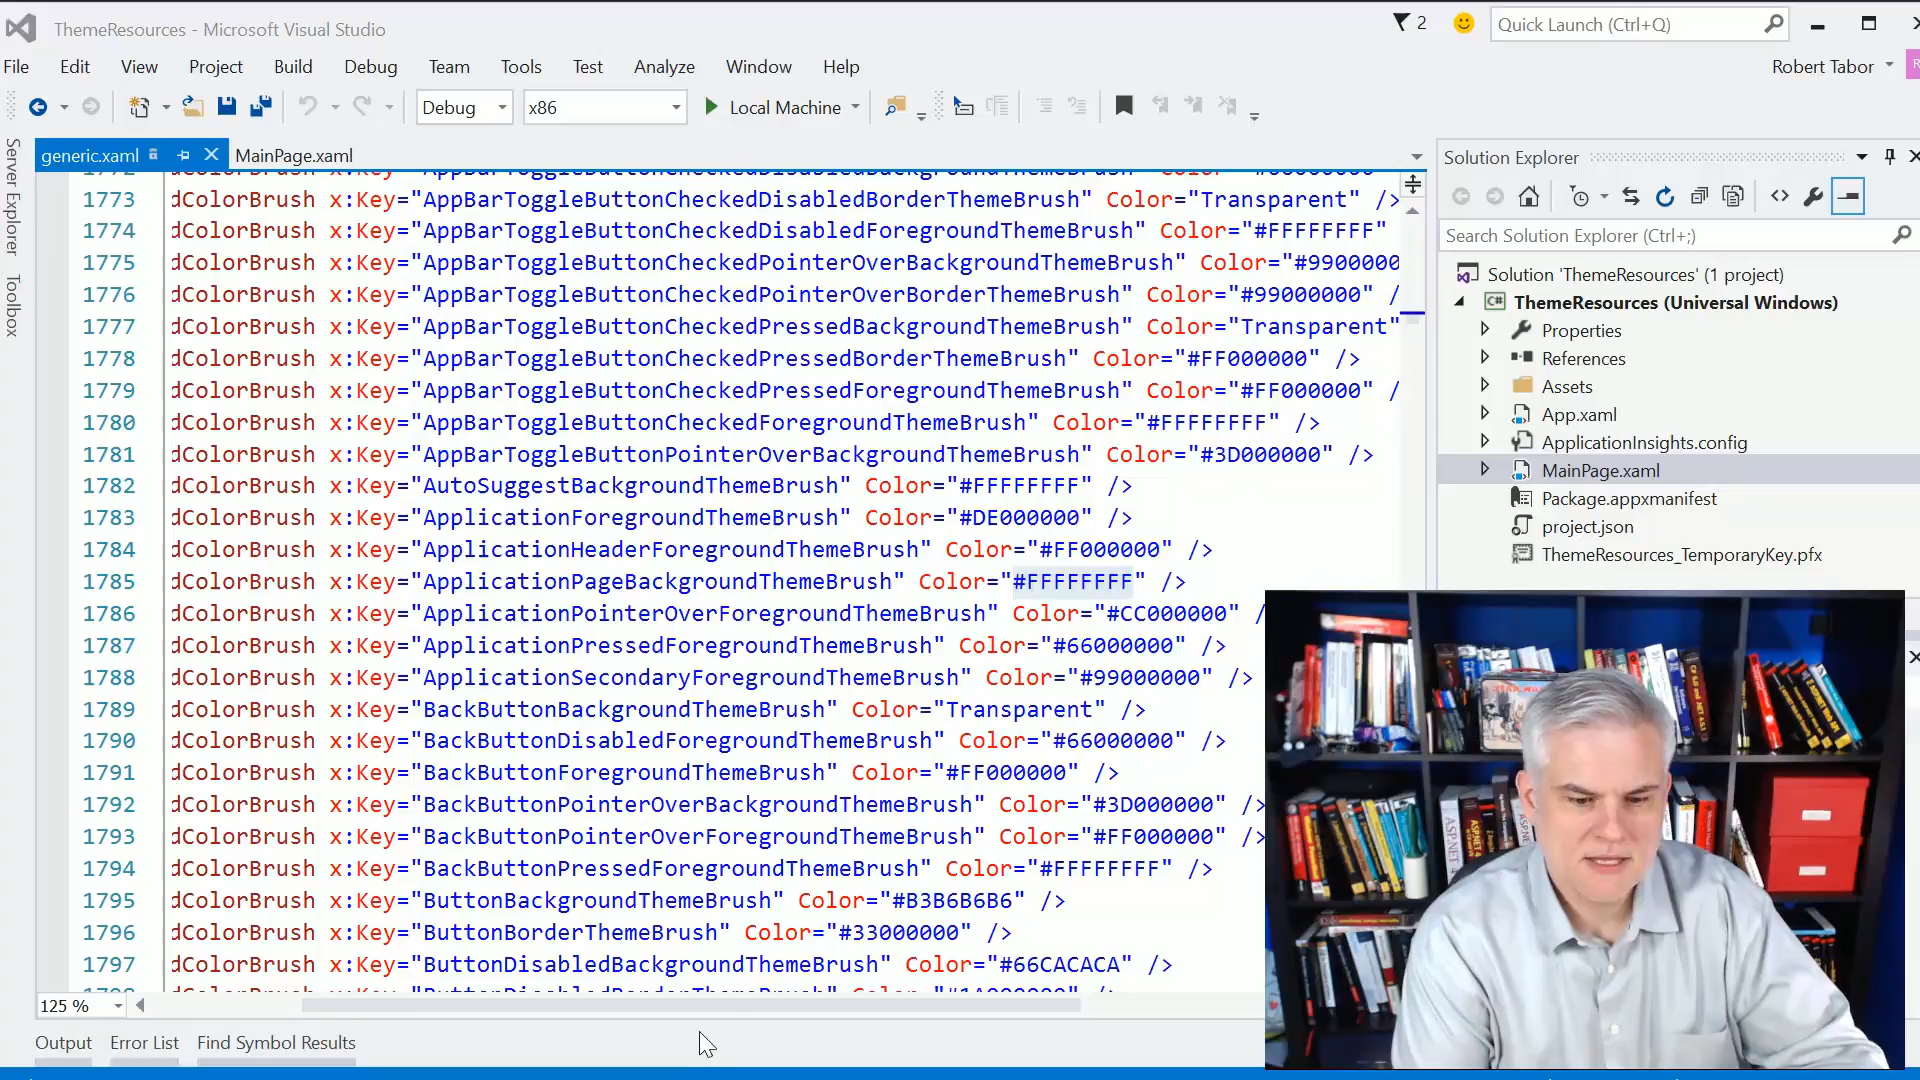 ThemeResources - Microsoft Visual Studio
2
Quick Launch (Ctrl+Q)
File Edit View Project Build Debug Team Tools Test Analyze Window Help
Robert Tabor
R
Debug x86 Local Machine
Server Explorer
Toolbox
generic.xaml MainPage.xaml
1773 dColorBrush x:Key="AppBarToggleButtonCheckedDisabledBorderThemeBrush" Color="Transparent" />
1774 dColorBrush x:Key="AppBarToggleButtonCheckedDisabledForegroundThemeBrush" Color="#FFFFFFFF"
1775 dColorBrush x:Key="AppBarToggleButtonCheckedPointerOverBackgroundThemeBrush" Color="#9900000
1776 dColorBrush x:Key="AppBarToggleButtonCheckedPointerOverBorderThemeBrush" Color="#99000000" /
1777 dColorBrush x:Key="AppBarToggleButtonCheckedPressedBackgroundThemeBrush" Color="Transparent"
1778 dColorBrush x:Key="AppBarToggleButtonCheckedPressedBorderThemeBrush" Color="#FF000000" />
1779 dColorBrush x:Key="AppBarToggleButtonCheckedPressedForegroundThemeBrush" Color="#FF000000" /
1780 dColorBrush x:Key="AppBarToggleButtonCheckedForegroundThemeBrush" Color="#FFFFFFFF" />
1781 dColorBrush x:Key="AppBarToggleButtonPointerOverBackgroundThemeBrush" Color="#3D000000" />
1782 dColorBrush x:Key="AutoSuggestBackgroundThemeBrush" Color="#FFFFFFFF" />
1783 dColorBrush x:Key="ApplicationForegroundThemeBrush" Color="#DE000000" />
1784 dColorBrush x:Key="ApplicationHeaderForegroundThemeBrush" Color="#FF000000" />
1785 dColorBrush x:Key="ApplicationPageBackgroundThemeBrush" Color="#FFFFFFFF" />
1786 dColorBrush x:Key="ApplicationPointerOverForegroundThemeBrush" Color="#CC000000" /
1787 dColorBrush x:Key="ApplicationPressedForegroundThemeBrush" Color="#66000000" />
1788 dColorBrush x:Key="ApplicationSecondaryForegroundThemeBrush" Color="#99000000" />
1789 dColorBrush x:Key="BackButtonBackgroundThemeBrush" Color="Transparent" />
1790 dColorBrush x:Key="BackButtonDisabledForegroundThemeBrush" Color="#66000000" />
1791 dColorBrush x:Key="BackButtonForegroundThemeBrush" Color="#FF000000" />
1792 dColorBrush x:Key="BackButtonPointerOverBackgroundThemeBrush" Color="#3D000000" />
1793 dColorBrush x:Key="BackButtonPointerOverForegroundThemeBrush" Color="#FF000000" />
1794 dColorBrush x:Key="BackButtonPressedForegroundThemeBrush" Color="#FFFFFFFF" />
1795 dColorBrush x:Key="ButtonBackgroundThemeBrush" Color="#B3B6B6B6" />
1796 dColorBrush x:Key="ButtonBorderThemeBrush" Color="#33000000" />
1797 dColorBrush x:Key="ButtonDisabledBackgroundThemeBrush" Color="#66CACACA" />
125 %
Output Error List Find Symbol Results
Solution Explorer
Search Solution Explorer (Ctrl+;)
Solution 'ThemeResources' (1 project)
C# ThemeResources (Universal Windows)
Properties
References
Assets
App.xaml
ApplicationInsights.config
MainPage.xaml
Package.appxmanifest
project.json
ThemeResources_TemporaryKey.pfx